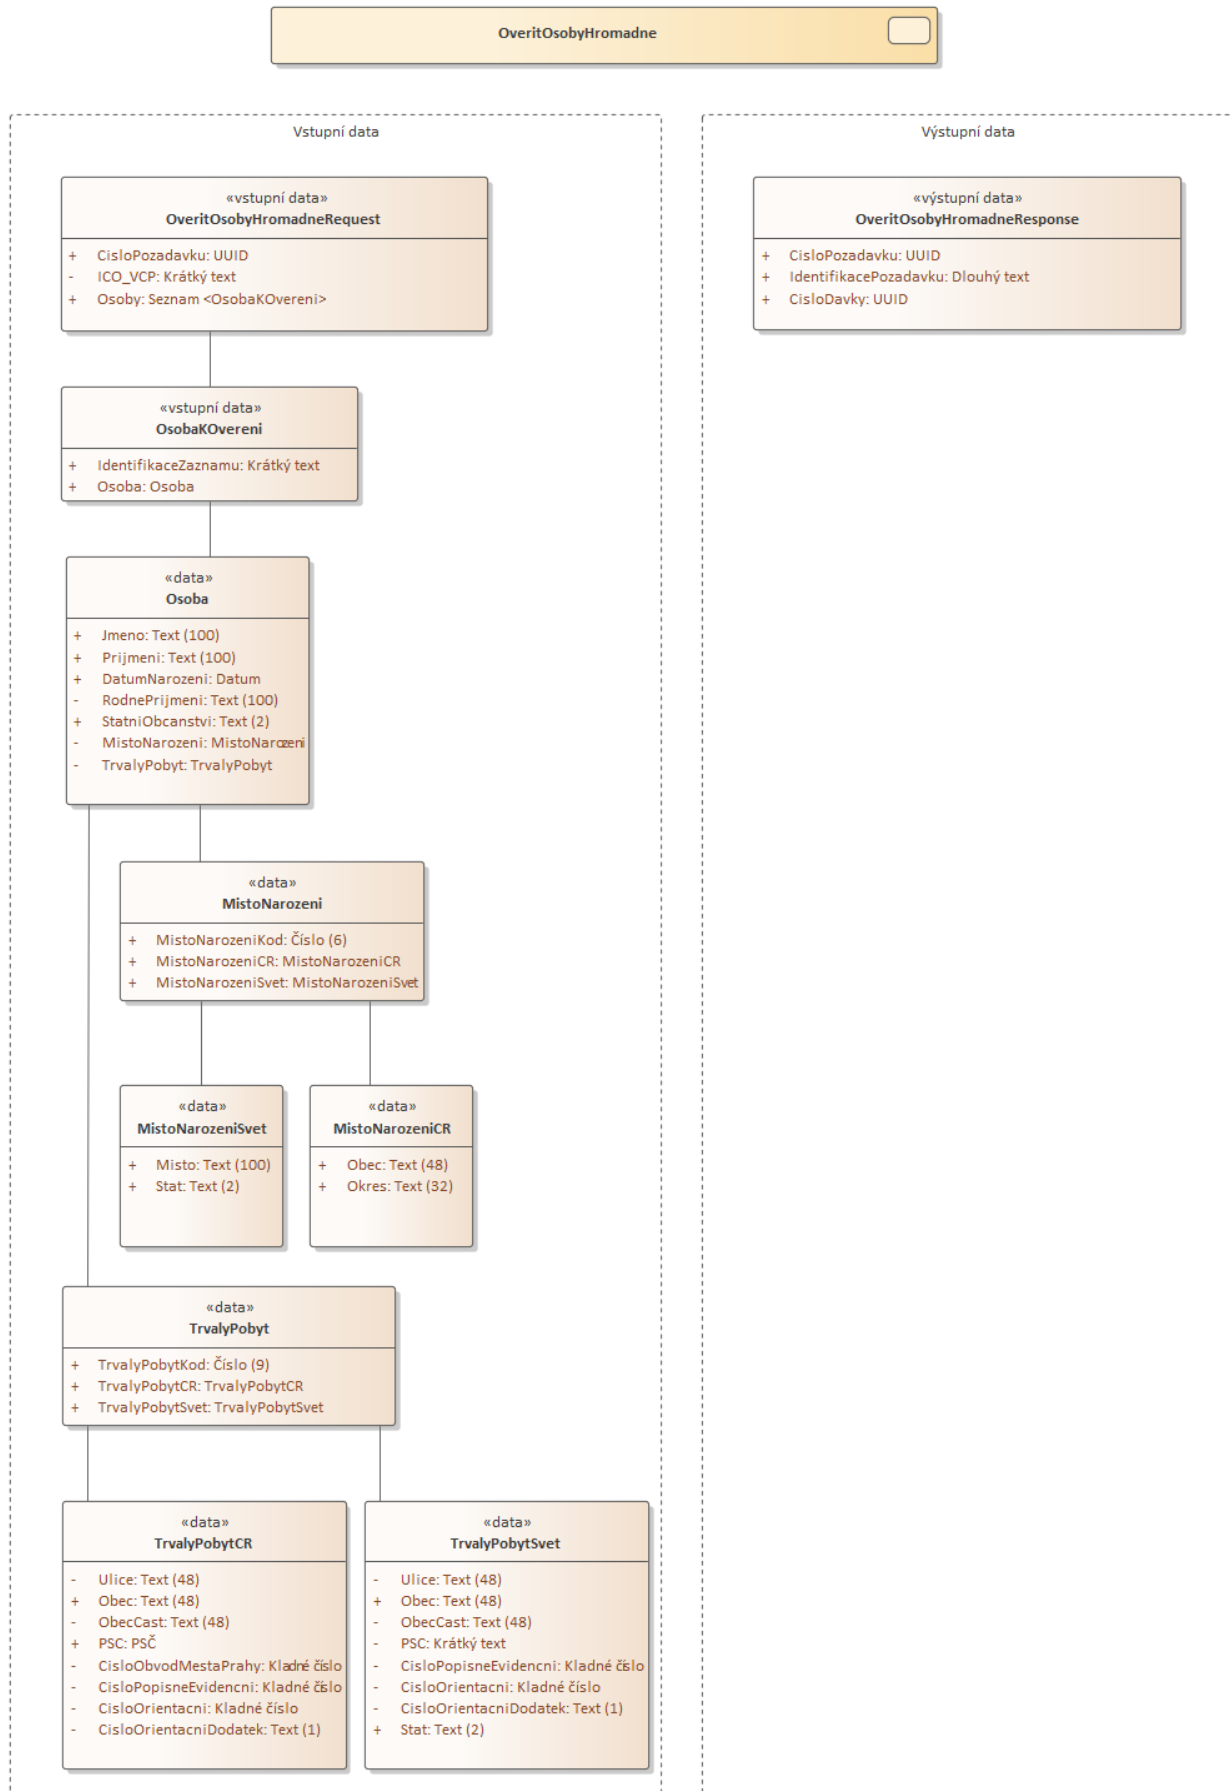 OveritOsobyHromadne
Vstupní data
«vstupní data»
OveritOsobyHromadneRequest
+ CisloPozadavku: UUID
- ICO_VCP: Krátký text
+ Osoby: Seznam <OsobaKOvereni>
«vstupní data»
OsobaKOvereni
+ IdentifikaceZaznamu: Krátký text
+ Osoba: Osoba
«data»
Osoba
+ Jmeno: Text (100)
+ Prijmeni: Text (100)
+ DatumNarozeni: Datum
- RodnePrijmeni: Text (100)
+ StatniObcanstvi: Text (2)
- MistoNarozeni: MistoNarozeni
- TrvalyPobyt: TrvalyPobyt
«data»
MistoNarozeni
+ MistoNarozeniKod: Číslo (6)
+ MistoNarozeniCR: MistoNarozeniCR
+ MistoNarozeniSvet: MistoNarozeniSvet
«data»
MistoNarozeniSvet
+ Misto: Text (100)
+ Stat: Text (2)
«data»
MistoNarozeniCR
+ Obec: Text (48)
+ Okres: Text (32)
«data»
TrvalyPobyt
+ TrvalyPobytKod: Číslo (9)
+ TrvalyPobytCR: TrvalyPobytCR
+ TrvalyPobytSvet: TrvalyPobytSvet
«data»
TrvalyPobytCR
- Ulice: Text (48)
+ Obec: Text (48)
- ObecCast: Text (48)
+ PSC: PSČ
- CisloObvodMestaPrahy: Kladné číslo
- CisloPopisneEvidencni: Kladné číslo
- CisloOrientacni: Kladné číslo
- CisloOrientacniDodatek: Text (1)
«data»
TrvalyPobytSvet
- Ulice: Text (48)
+ Obec: Text (48)
- ObecCast: Text (48)
- PSC: Krátký text
- CisloPopisneEvidencni: Kladné číslo
- CisloOrientacni: Kladné číslo
- CisloOrientacniDodatek: Text (1)
+ Stat: Text (2)
Výstupní data
«výstupní data»
OveritOsobyHromadneResponse
+ CisloPozadavku: UUID
+ IdentifikacePozadavku: Dlouhý text
+ CisloDavky: UUID